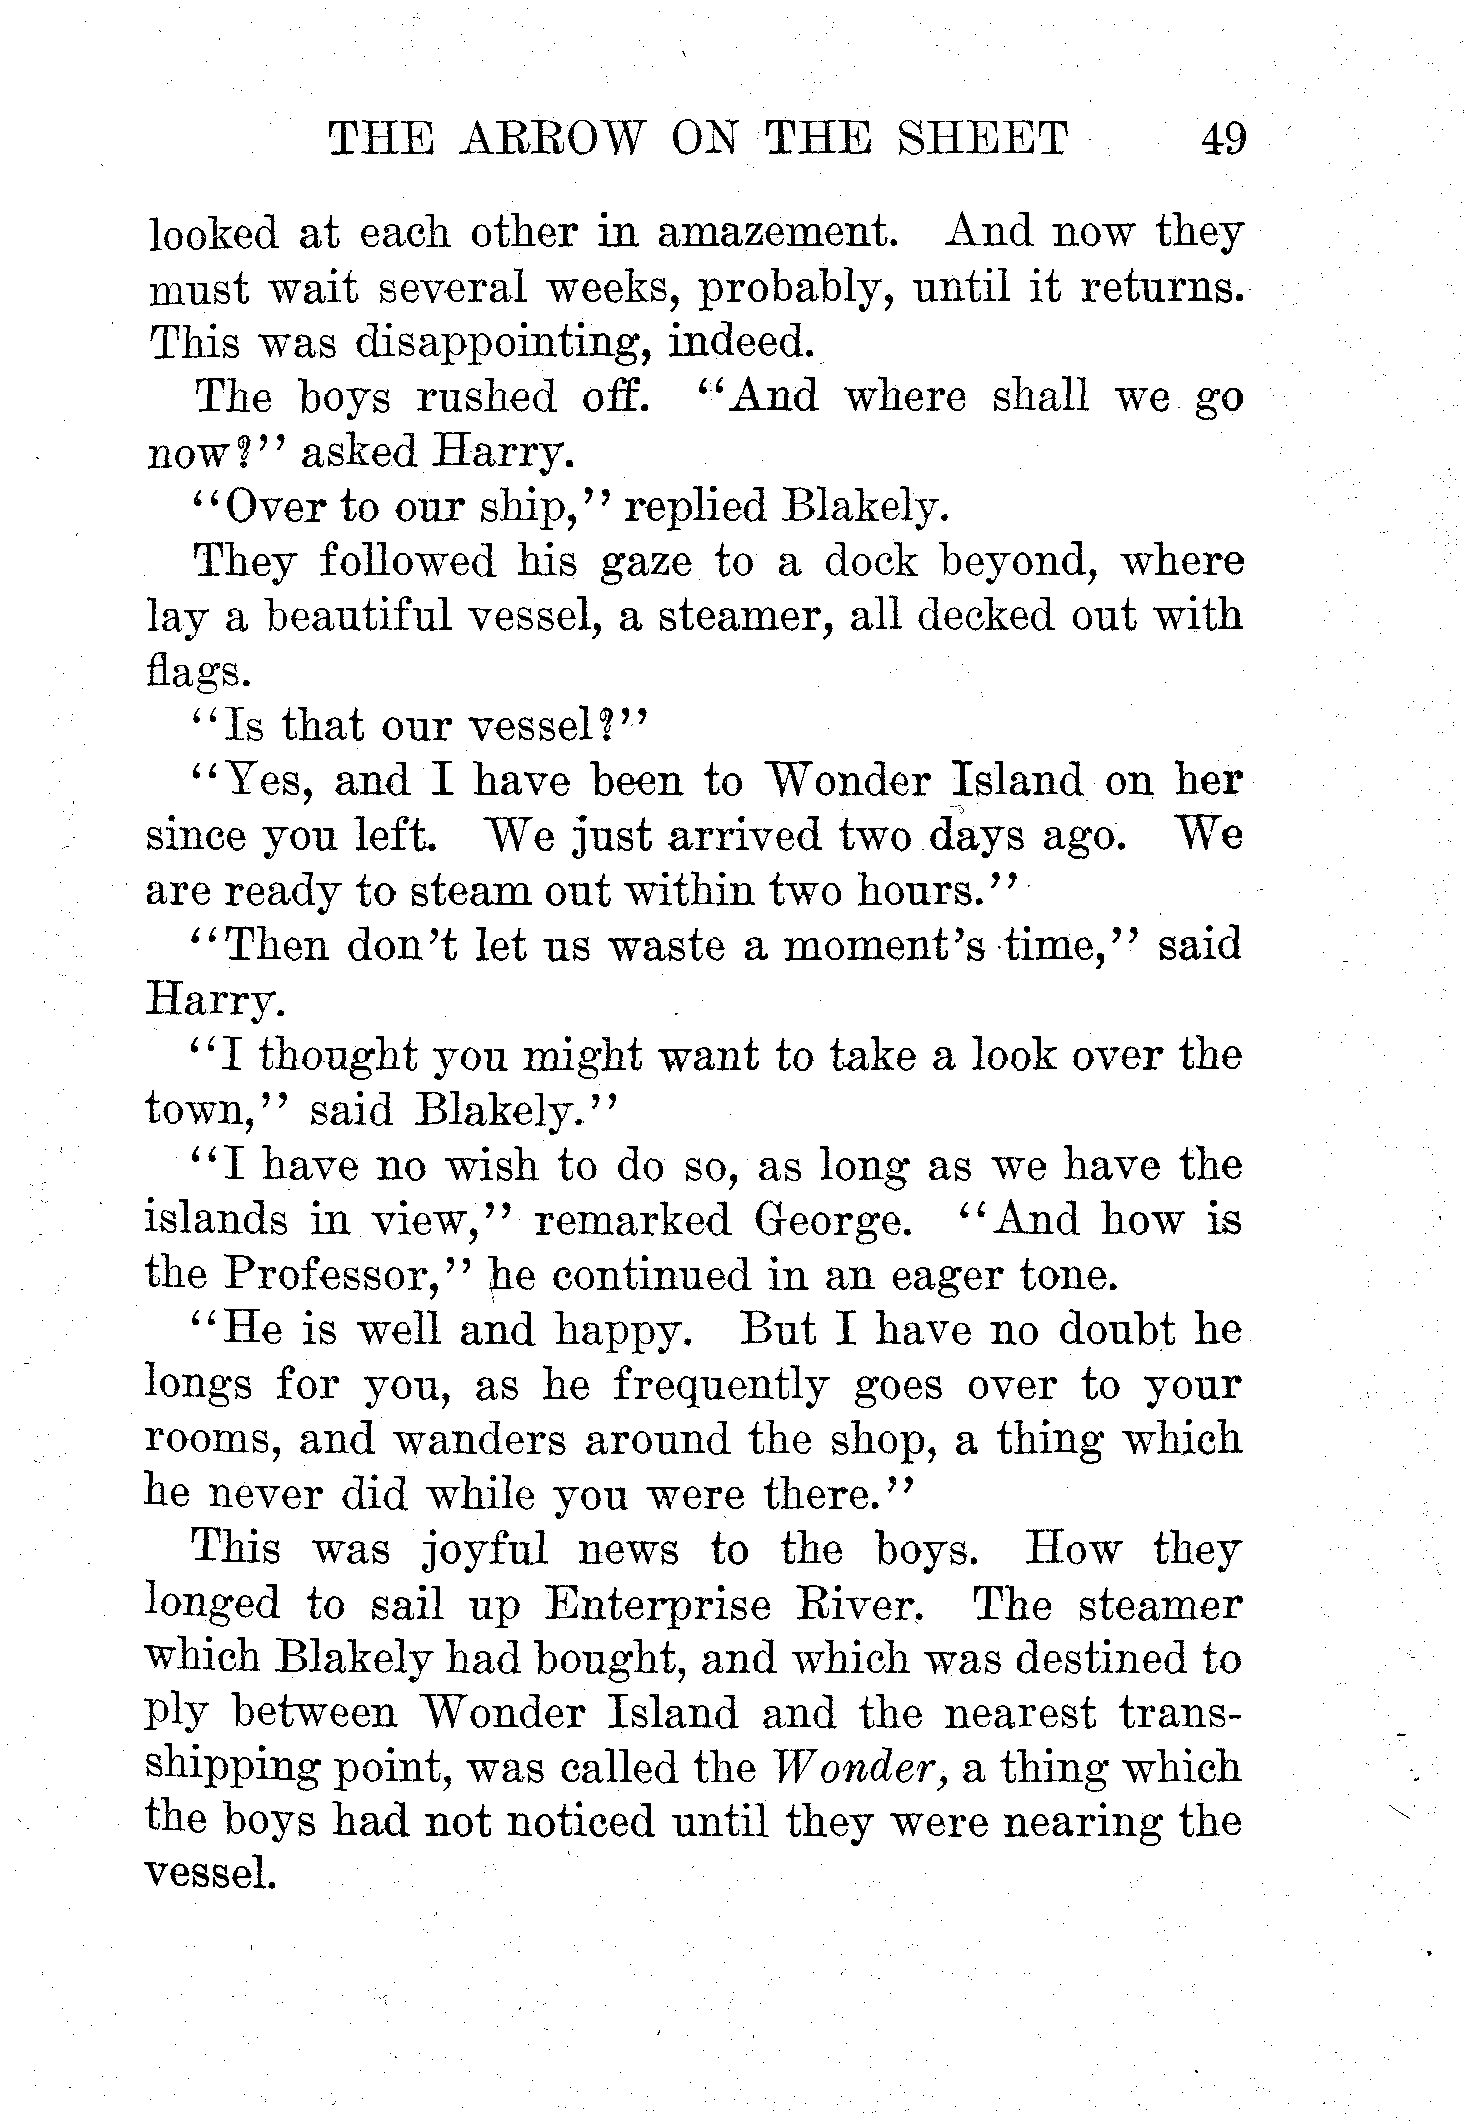 THE ARROW ON THE SHEET 49
looked at each other in amazement. And now they
must wait several weeks, probably, until it returns.
This was disappointing, indeed.
The boys rushed off. "And where shall we go
now?" asked Harry.
"Over to our ship," replied Blakely.
They followed his gaze to a dock beyond, where
lay a beautiful vessel, a steamer, all decked out with
flags.
"Is that our vessel?"
"Yes, and I have been to Wonder Island on her
since you left. We just arrived two days ago. We
are ready to steam out within two hours."
"Then don't let us waste a moment's time," said
Harry.
"I thought you might want to take a look over the
town," said Blakely."
"I have no wish to do so, as long as we have the
islands in view," remarked George. "And how is
the Professor," he continued in an eager tone.
"He is well and happy. But I have no doubt he
longs for you, as he frequently goes over to your
rooms, and wanders around the shop, a thing which
he never did while you were there."
This was joyful news to the boys. How they
longed to sail up Enterprise River. The steamer
which Blakely had bought, and which was destined to
ply between Wonder Island and the nearest trans-
shipping point, was called the Wonder, a thing which
the boys had not noticed until they were nearing the
vessel.